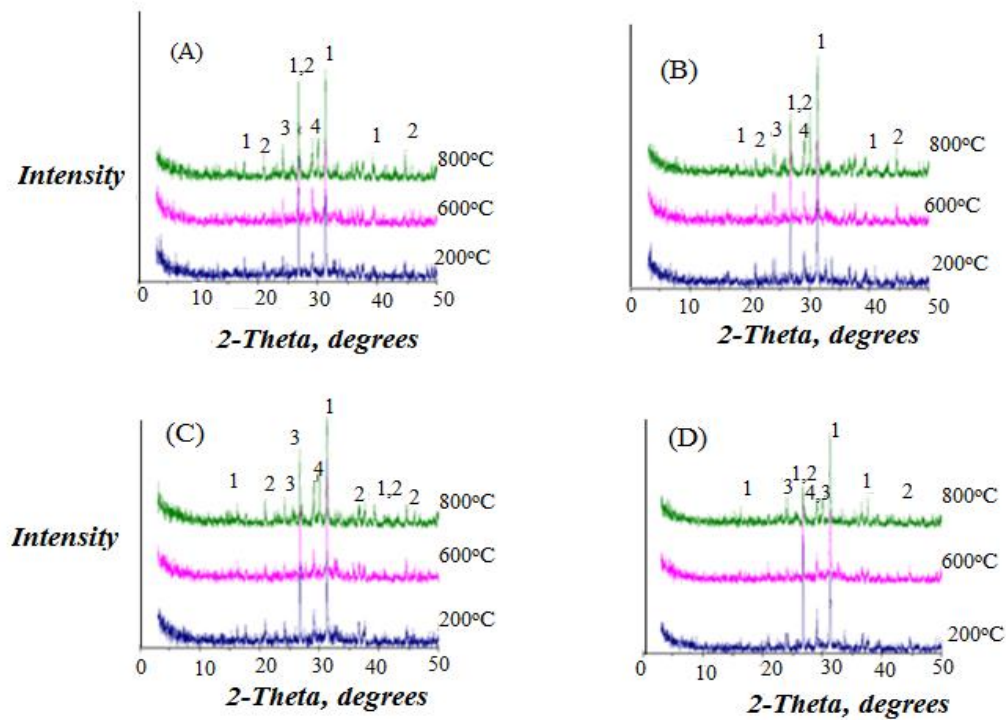 (A)
1
1,2
1
2
3
4
1
2
800°C
600°C
200°C
Intensity
0 10 20 30 40 50
2-Theta, degrees
(B)
1
1,2
1
2
3
4
1
2
800°C
600°C
200°C
0 10 20 30 40 50
2-Theta, degrees
(C)
1
3
1
2
3
4
2
1,2
2
800°C
600°C
200°C
Intensity
0 10 20 30 40 50
2-Theta, degrees
(D)
1
1,2
1
3
4,3
1
2
800°C
600°C
200°C
0 10 20 30 40 50
2-Theta, degrees